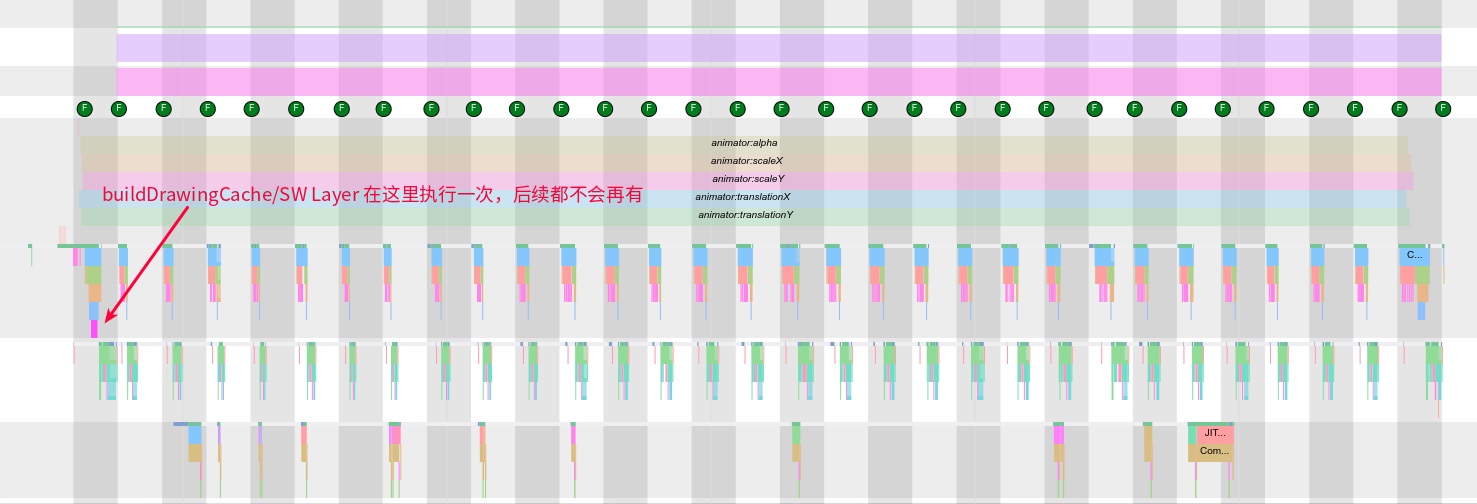 F F F F F F F F F F F F F F F F F F F F F F F F F F F F F F F F
animator:alpha
animator:scaleX
animator:scaleY
buildDrawingCache/SW Layer 在这里执行一次，后续都不会再有
animator:translationX
animator:translationY
C...
JIT...
Com...